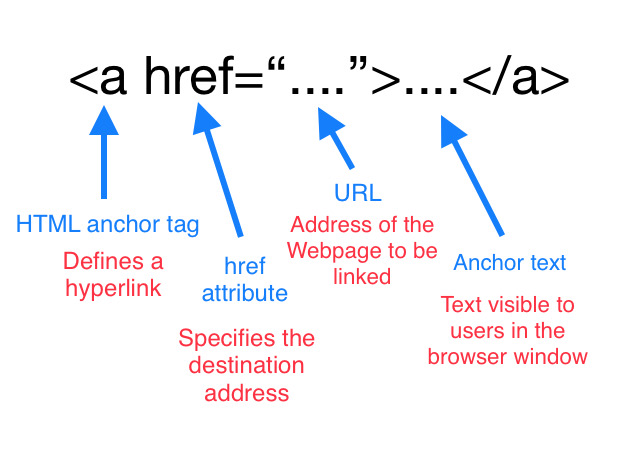 <a href=“....”>....</a>
HTML anchor tag
Defines a
hyperlink
href
attribute
Specifies the
destination
address
URL
Address of the
Webpage to be
linked
Anchor text
Text visible to
users in the
browser window